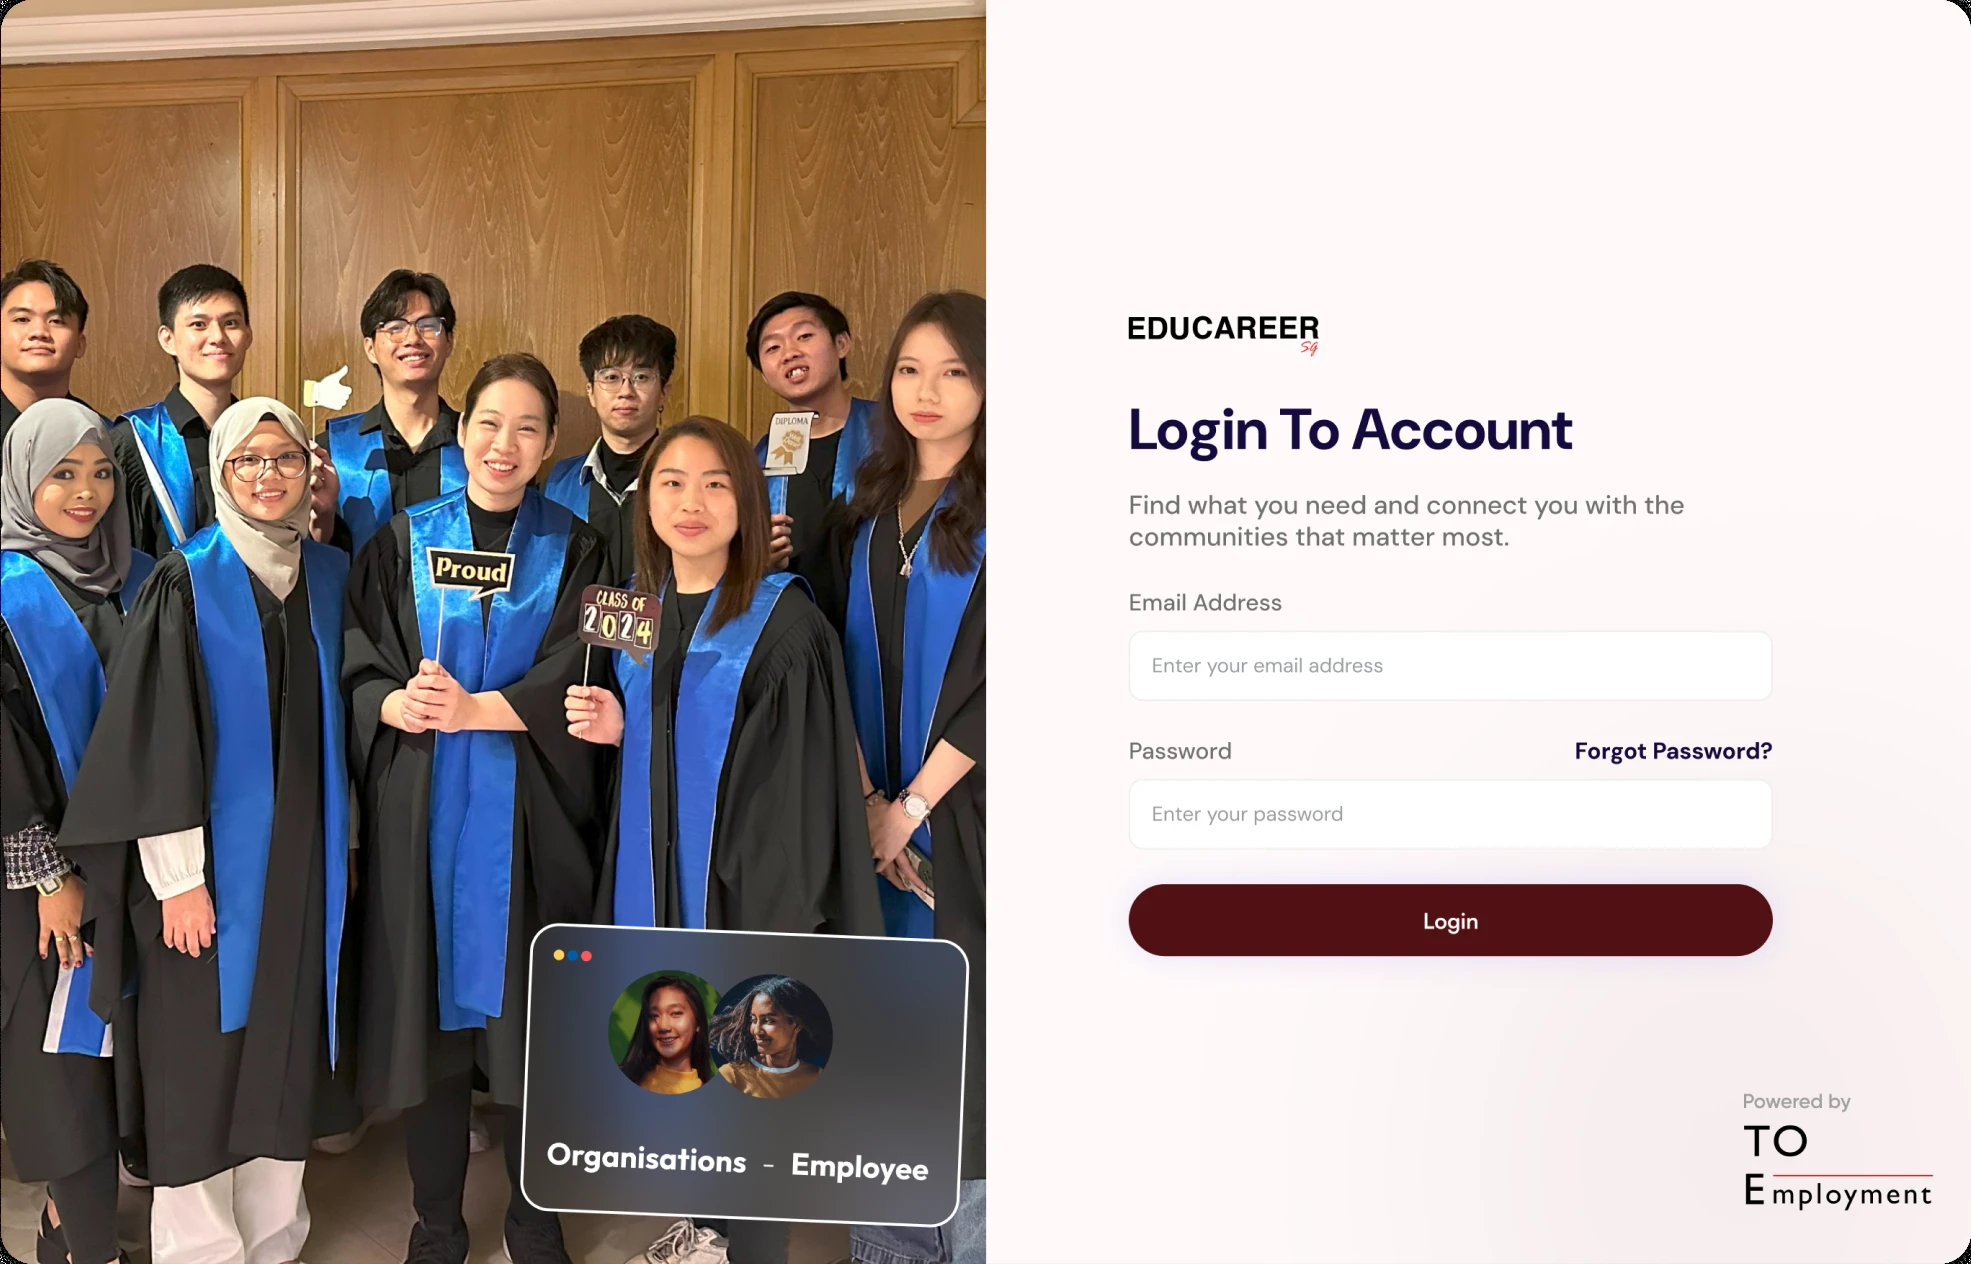 DIPLOMA
Proud
CLASS OF
2024
Organisations - Employee
EDUCAREER
SG
Login To Account
Find what you need and connect you with the
communities that matter most.
Email Address
Enter your email address
Password
Forgot Password?
Enter your password
Login
Powered by
TO
Employment